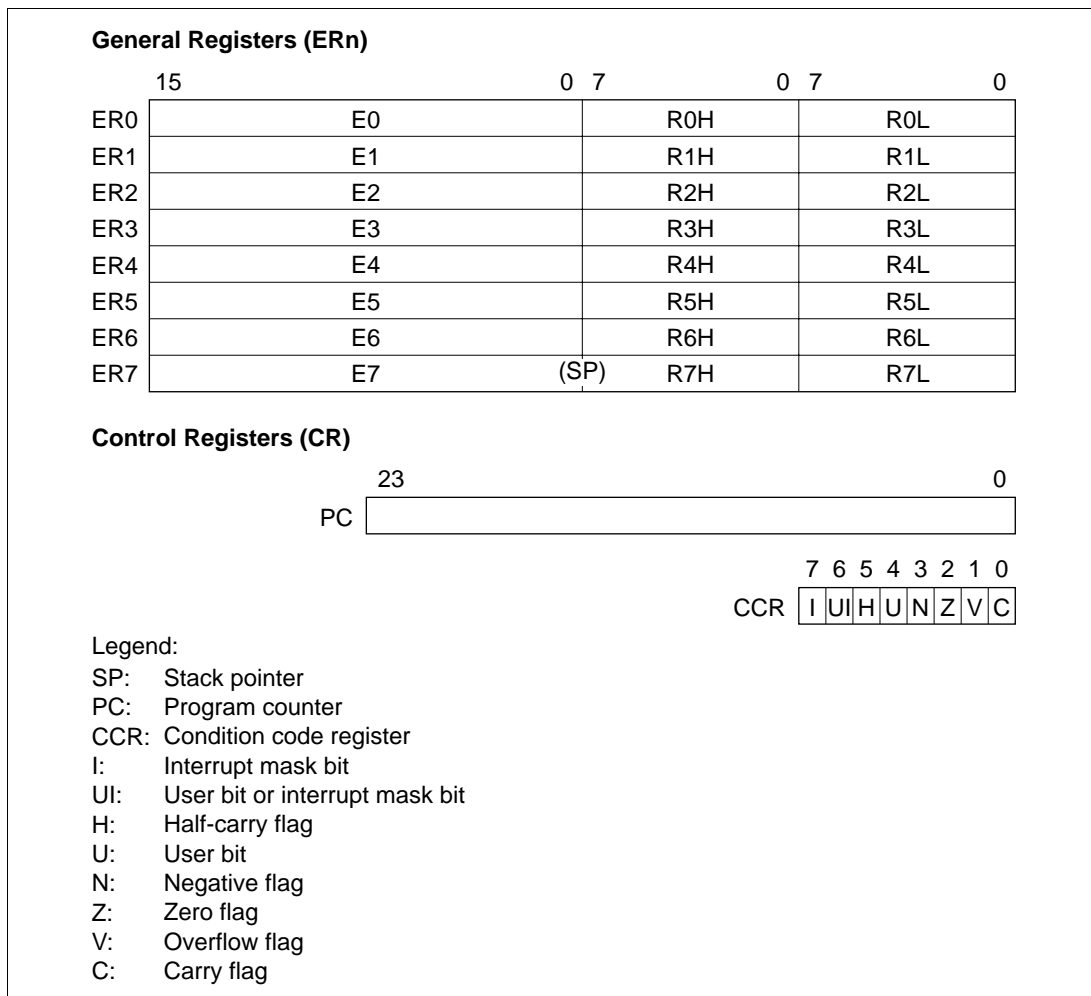 General Registers (ERn)
15 0 7 0 7 0
ER0 E0 R0H R0L
ER1 E1 R1H R1L
ER2 E2 R2H R2L
ER3 E3 R3H R3L
ER4 E4 R4H R4L
ER5 E5 R5H R5L
ER6 E6 R6H R6L
ER7 E7 (SP) R7H R7L
Control Registers (CR)
23 0
PC
7 6 5 4 3 2 1 0
CCR I UI H U N Z V C
Legend:
SP: Stack pointer
PC: Program counter
CCR: Condition code register
I: Interrupt mask bit
UI: User bit or interrupt mask bit
H: Half-carry flag
U: User bit
N: Negative flag
Z: Zero flag
V: Overflow flag
C: Carry flag